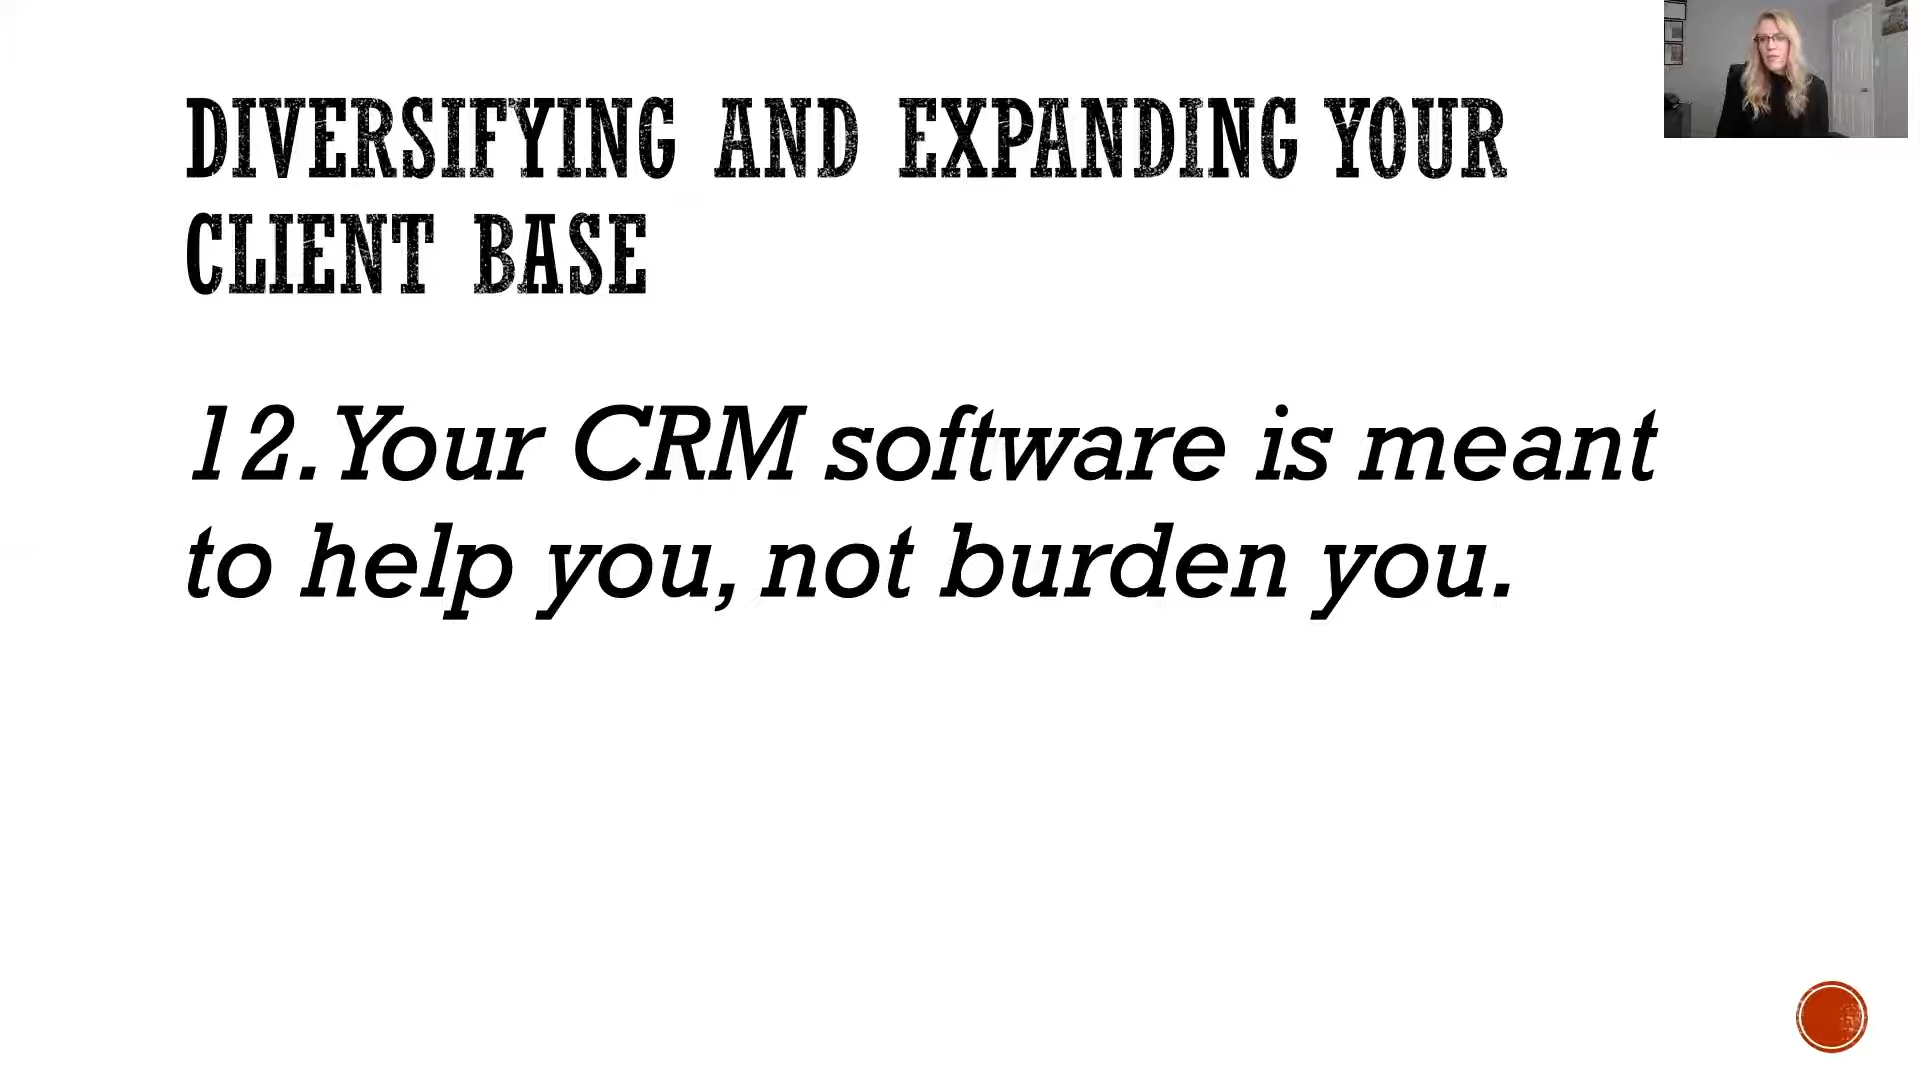 DIVERSIFYING AND EXPANDING YOUR
CLIENT BASE
12. Your CRM software is meant
to help you, not burden you.